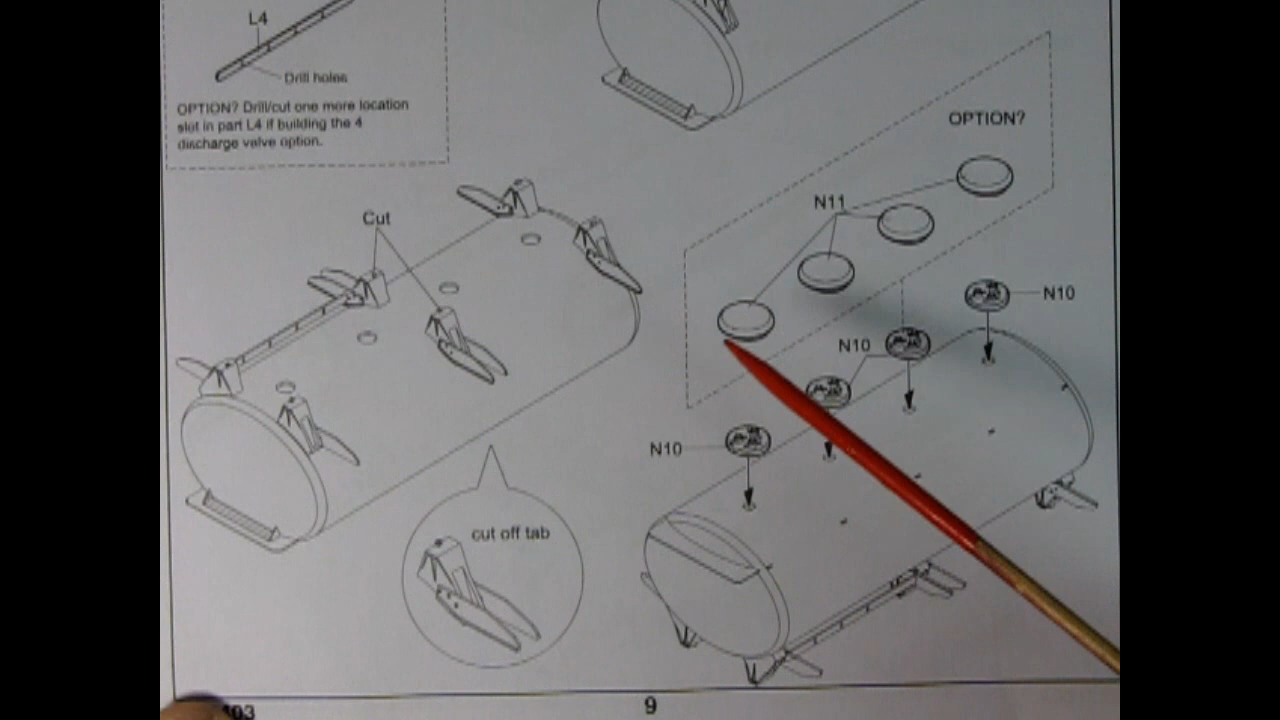 L4
Drill holes
OPTION? Drill/cut one more location
slot in part L4 if building the 4
discharge valve option.
Cut
OPTION?
N11
N10
N10
N10
cut off tab
9